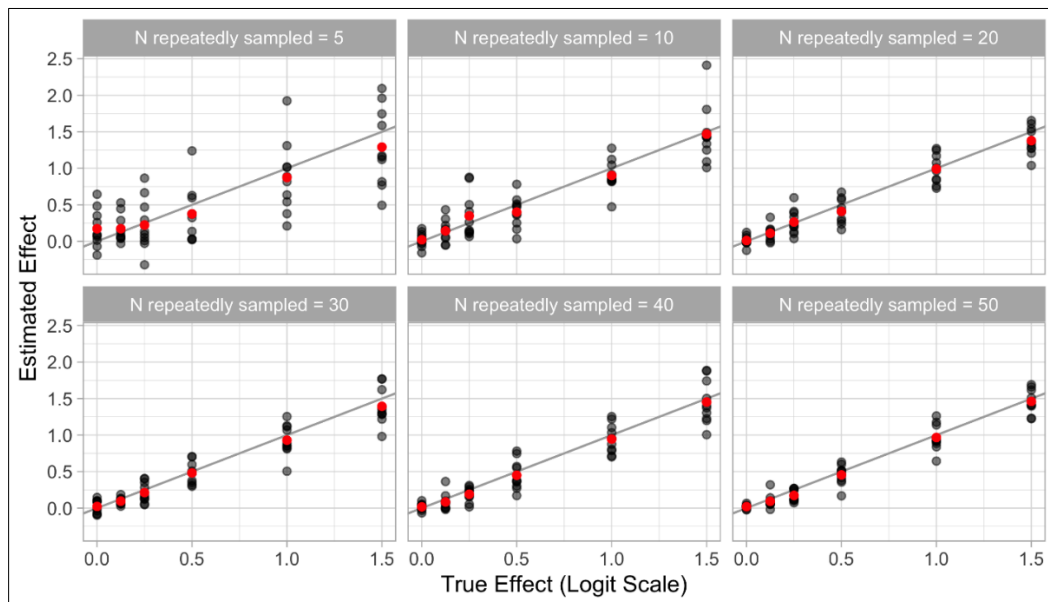 N repeatedly sampled = 5
N repeatedly sampled = 10
N repeatedly sampled = 20
2.5
2.0
1.5
1.0
0.5
0.0
N repeatedly sampled = 30
N repeatedly sampled = 40
N repeatedly sampled = 50
2.5
2.0
1.5
1.0
0.5
0.0
Estimated Effect
0.0 0.5 1.0 1.5
0.0 0.5 1.0 1.5
0.0 0.5 1.0 1.5
True Effect (Logit Scale)